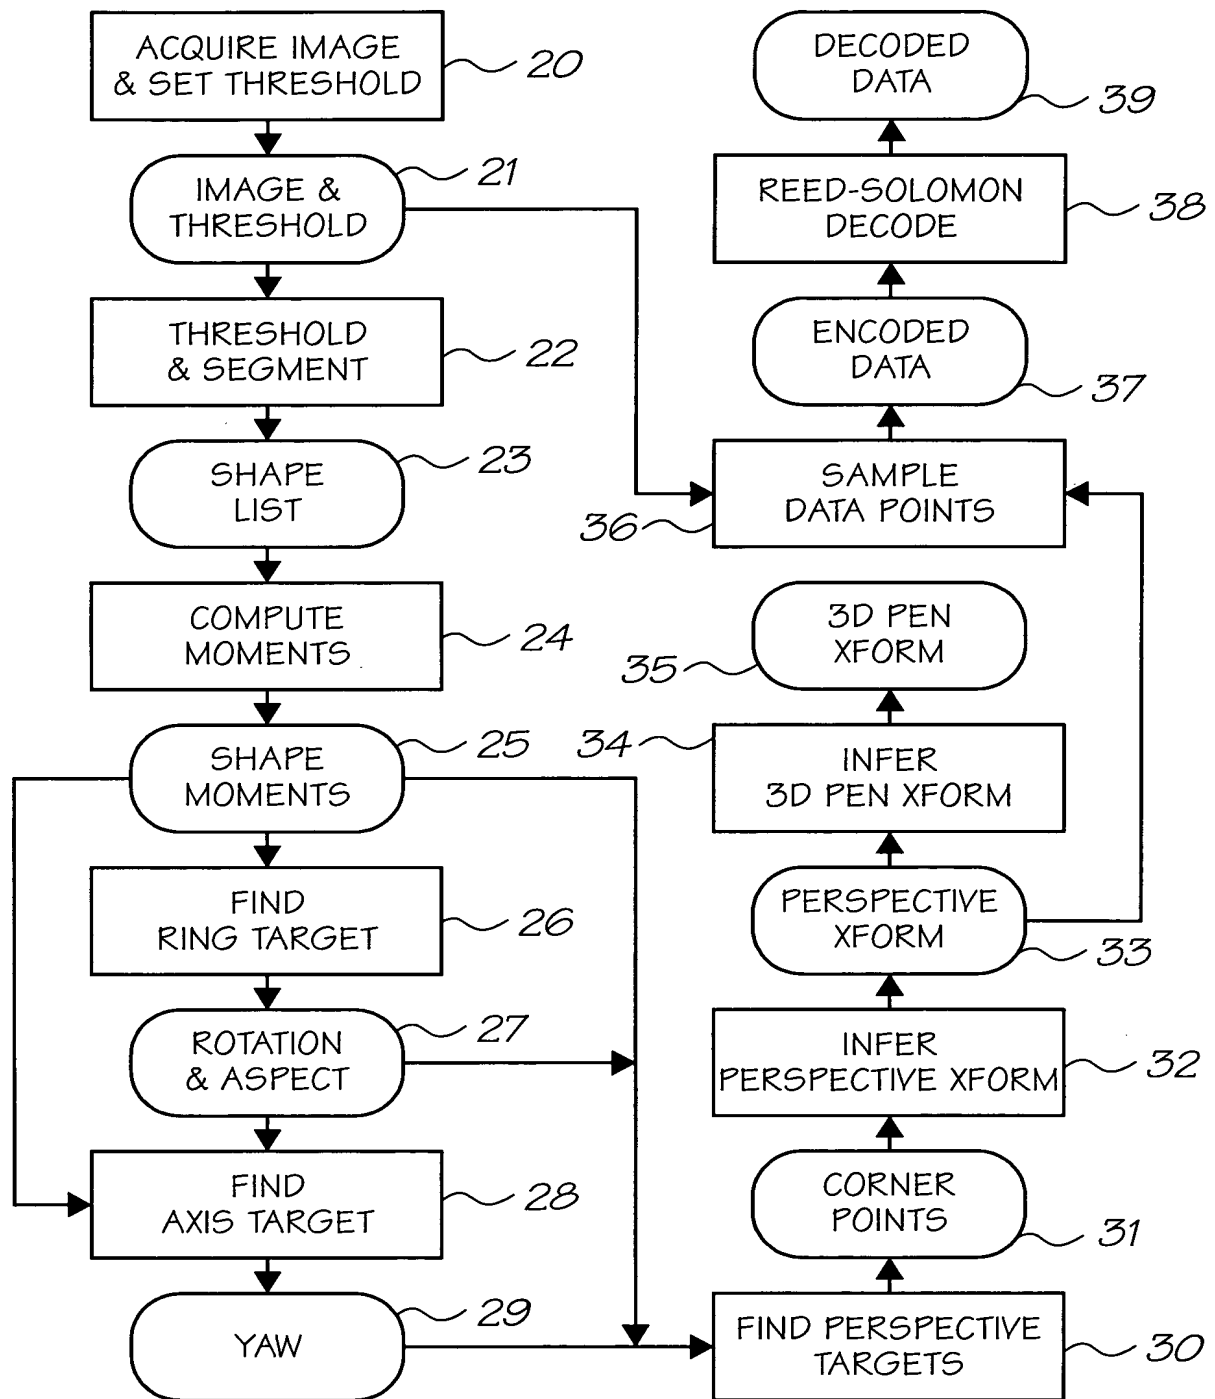 ACQUIRE IMAGE
& SET THRESHOLD
20
IMAGE &
THRESHOLD
21
THRESHOLD
& SEGMENT
22
SHAPE
LIST
23
COMPUTE
MOMENTS
24
SHAPE
MOMENTS
25
FIND
RING TARGET
26
ROTATION
& ASPECT
27
FIND
AXIS TARGET
28
YAW
29
DECODED
DATA
39
REED-SOLOMON
DECODE
38
ENCODED
DATA
37
SAMPLE
DATA POINTS
36
3D PEN
XFORM
35
INFER
3D PEN XFORM
34
PERSPECTIVE
XFORM
33
INFER
PERSPECTIVE XFORM
32
CORNER
POINTS
31
FIND PERSPECTIVE
TARGETS
30